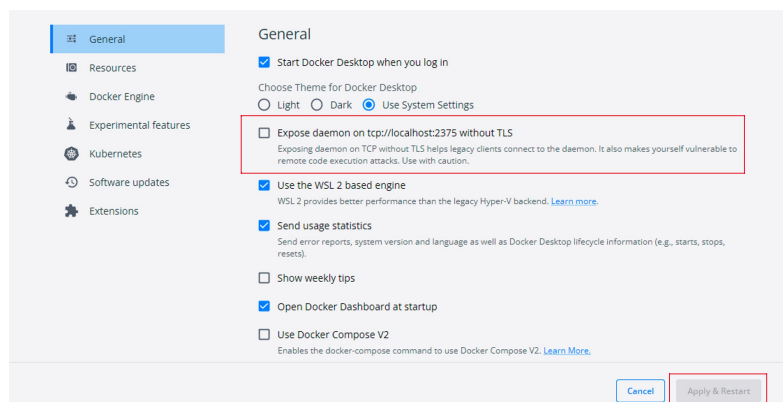 General
Resources
Docker Engine
Experimental features
Kubernetes
Software updates
Extensions
General
Start Docker Desktop when you log in
Choose Theme for Docker Desktop
Light Dark Use System Settings
Expose daemon on tcp://localhost:2375 without TLS
Exposing daemon on TCP without TLS helps legacy clients connect to the daemon. It also makes yourself vulnerable to
remote code execution attacks. Use with caution.
Use the WSL 2 based engine
WSL 2 provides better performance than the legacy Hyper-V backend. Learn more.
Send usage statistics
Send error reports, system version and language as well as Docker Desktop lifecycle information (e.g., starts, stops,
resets).
Show weekly tips
Open Docker Dashboard at startup
Use Docker Compose V2
Enables the docker-compose command to use Docker Compose V2. Learn More.
Cancel Apply & Restart